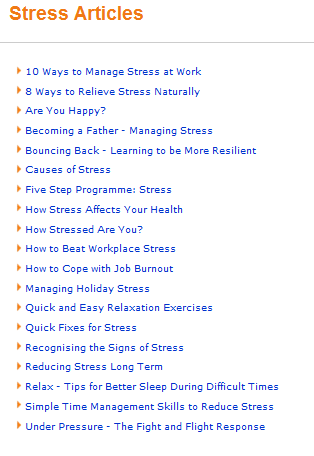 Stress Articles
10 Ways to Manage Stress at Work
8 Ways to Relieve Stress Naturally
Are You Happy?
Becoming a Father - Managing Stress
Bouncing Back - Learning to be More Resilient
Causes of Stress
Five Step Programme: Stress
How Stress Affects Your Health
How Stressed Are You?
How to Beat Workplace Stress
How to Cope with Job Burnout
Managing Holiday Stress
Quick and Easy Relaxation Exercises
Quick Fixes for Stress
Recognising the Signs of Stress
Reducing Stress Long Term
Relax - Tips for Better Sleep During Difficult Times
Simple Time Management Skills to Reduce Stress
Under Pressure - The Fight and Flight Response